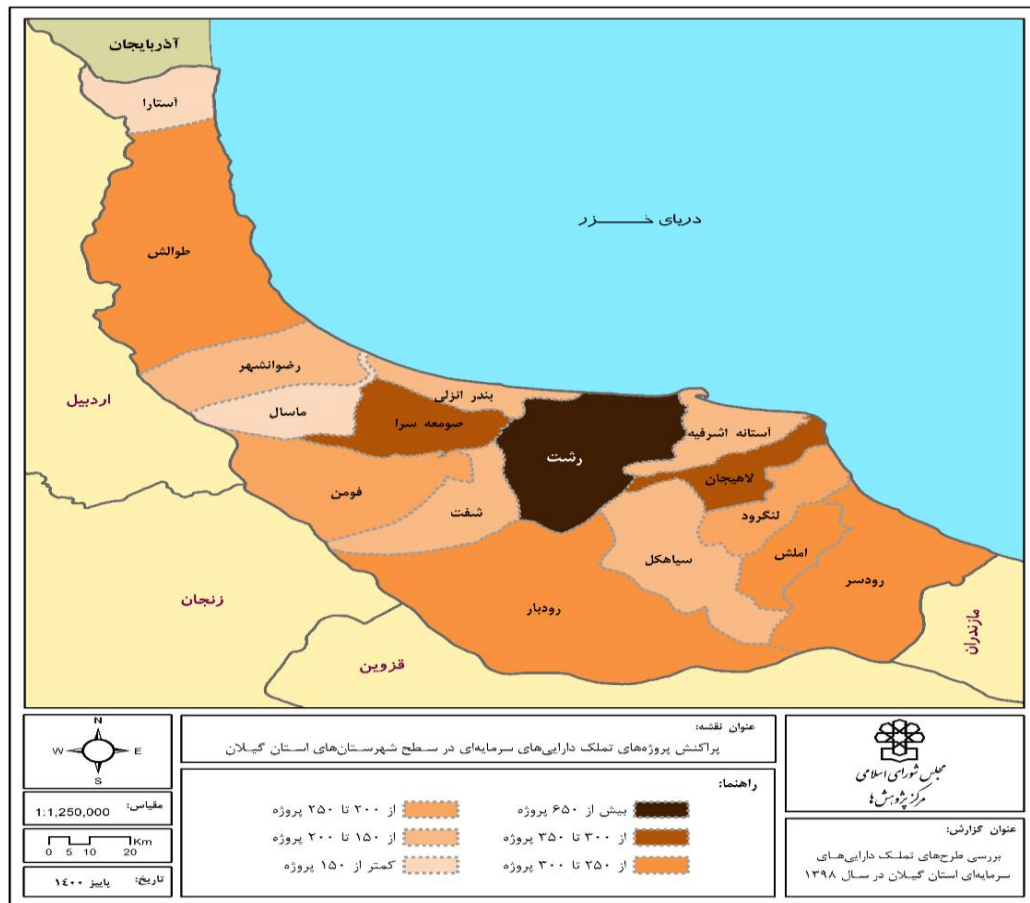 آذربایجان
آستارا
دریای خزر
طوالش
رضوانشهر
اردبیل
ماسال
بندر انزلی
صومعه سرا
آستانه اشرفیه
رشت
لاهیجان
فومن
شفت
لنگرود
املش
سیاهکل
رودسر
زنجان
رودبار
مازندران
قزوین
N
W E
S
مقیاس:
1:1,250,000
Km
0 5 10 20
تاریخ: پاییز ۱۴۰۰
عنوان نقشه:
پراکنش پروژه‌های تملک دارایی‌های سرمایه‌ای در سطح شهرستان‌های استان گیلان
راهنما:
بیش از ۶۵۰ پروژه
از ۳۰۰ تا ۳۵۰ پروژه
از ۲۵۰ تا ۳۰۰ پروژه
از ۲۰۰ تا ۲۵۰ پروژه
از ۱۵۰ تا ۲۰۰ پروژه
کمتر از ۱۵۰ پروژه
مجلس شورای اسلامی
مرکز پژوهش‌ها
عنوان گزارش:
بررسی طرح‌های تملک دارایی‌های
سرمایه‌ای استان گیلان در سال ۱۳۹۸